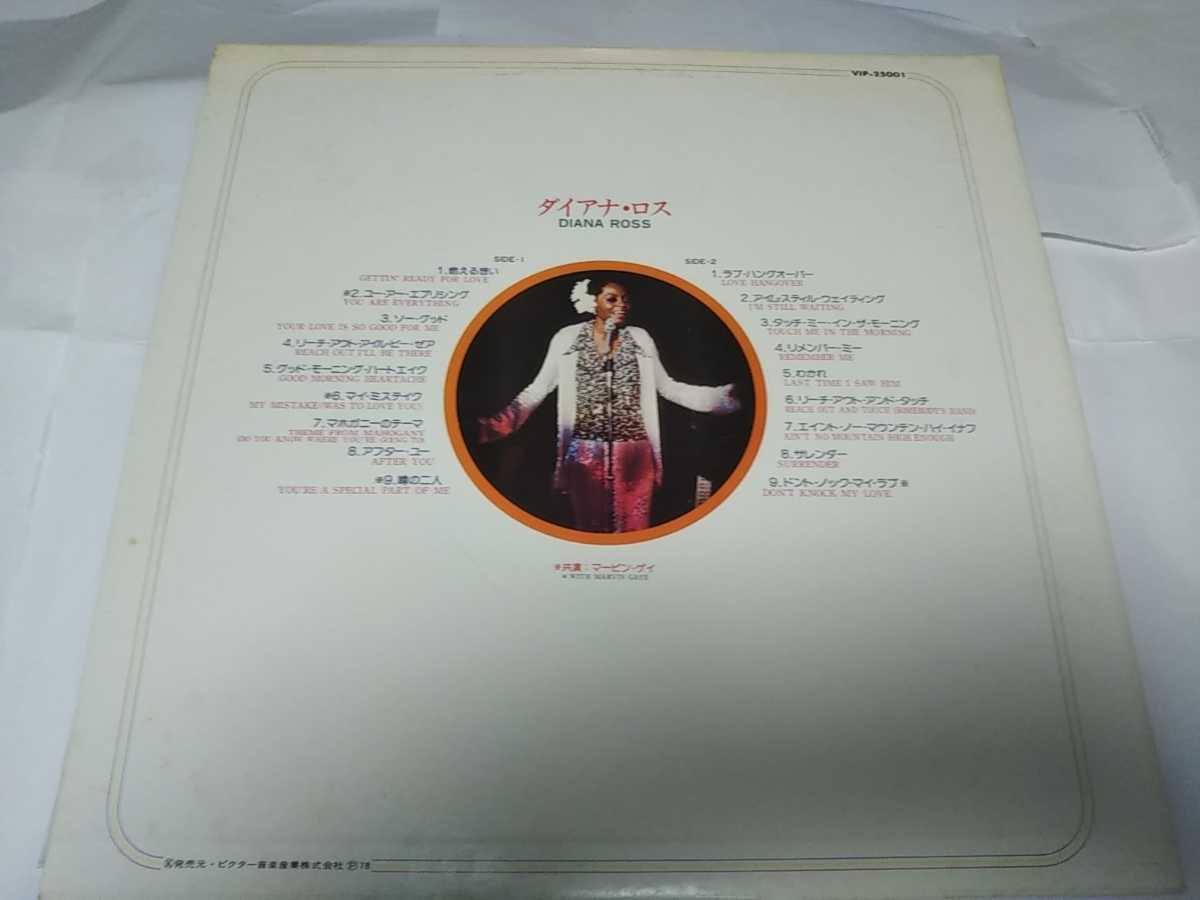 VIP-25001
ダイアナ・ロス
DIANA ROSS
SIDE-1
1.燃える想い
GETTIN' READY FOR LOVE
※2.ユー・アー・エブリシング
YOU ARE EVERYTHING
3.ソー・グッド
YOUR LOVE IS SO GOOD FOR ME
4.リーチ・アウト・アイル・ビー・ゼア
REACH OUT I'LL BE THERE
5.グッド・モーニング・ハートエイク
GOOD MORNING HEARTACHE
※6.マイ・ミステイク
MY MISTAKE(WAS TO LOVE YOU)
7.マホガニーのテーマ
THEME FROM MAHOGANY
(DO YOU KNOW WHERE YOU'RE GOING TO)
8.アフター・ユー
AFTER YOU
※9.噂の二人
YOU'RE A SPECIAL PART OF ME
SIDE-2
1.ラブ・ハングオーバー
LOVE HANGOVER
2.アイム・スティル・ウェイティング
I'M STILL WAITING
3.タッチ・ミー・イン・ザ・モーニング
TOUCH ME IN THE MORNING
4.リメンバー・ミー
REMEMBER ME
5.わかれ
LAST TIME I SAW HIM
6.リーチ・アウト・アンド・タッチ
REACH OUT AND TOUCH (SOMEBODY'S HAND)
7.エイント・ノー・マウンテン・ハイ・イナフ
AIN'T NO MOUNTAIN HIGH ENOUGH
8.サレンダー
SURRENDER
9.ドント・ノック・マイ・ラブ※
DON'T KNOCK MY LOVE
※共演：マービン・ゲイ
※ WITH MARVIN GAYE
発売元・ビクター音楽産業株式会社 Ⓟ78